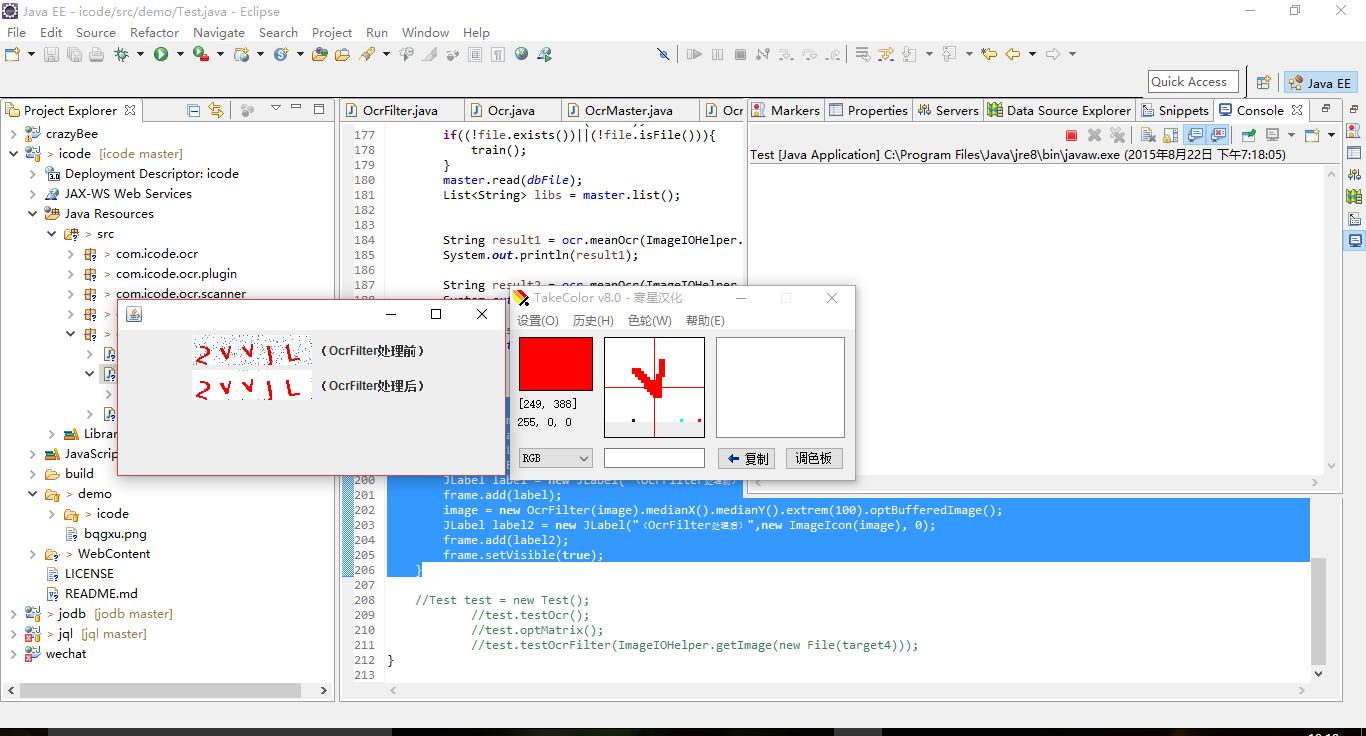 Java EE - icode/src/demo/Test.java - Eclipse
File Edit Source Refactor Navigate Search Project Run Window Help
Quick Access
Java EE
Project Explorer
crazyBee
> icode [icode master]
Deployment Descriptor: icode
JAX-WS Web Services
Java Resources
> src
> com.icode.ocr
> com.icode.ocr.plugin
> com.icode.ocr.scanner
Librar
JavaScrip
build
> demo
> icode
bqgxu.png
> WebContent
LICENSE
README.md
> jodb [jodb master]
> jql [jql master]
wechat
OcrFilter.java Ocr.java OcrMaster.java Ocr
177 if((!file.exists())||(!file.isFile())){
178 train();
179 }
180 master.read(dbFile);
181 List<String> libs = master.list();
182
183
184 String result1 = ocr.meanOcr(ImageIOHelper.
185 System.out.println(result1);
186
187 String result2 = ocr.meanOcr(ImageIOHelper
200 JLabel label = new JLabel("（OcrFilter处理前）
201 frame.add(label);
202 image = new OcrFilter(image).medianX().medianY().extrem(100).optBufferedImage();
203 JLabel label2 = new JLabel("（OcrFilter处理后）",new ImageIcon(image), 0);
204 frame.add(label2);
205 frame.setVisible(true);
206 }
207
208 //Test test = new Test();
209 //test.testOcr();
210 //test.optMatrix();
211 //test.testOcrFilter(ImageIOHelper.getImage(new File(target4)));
212 }
213
Markers Properties Servers Data Source Explorer Snippets Console
Test [Java Application] C:\Program Files\Java\jre8\bin\javaw.exe (2015年8月22日 下午7:18:05)
（OcrFilter处理前）
（OcrFilter处理后）
TakeColor v8.0 - 寒星汉化
设置(O) 历史(H) 色轮(W) 帮助(E)
[249, 388]
255, 0, 0
RGB
复制
调色板